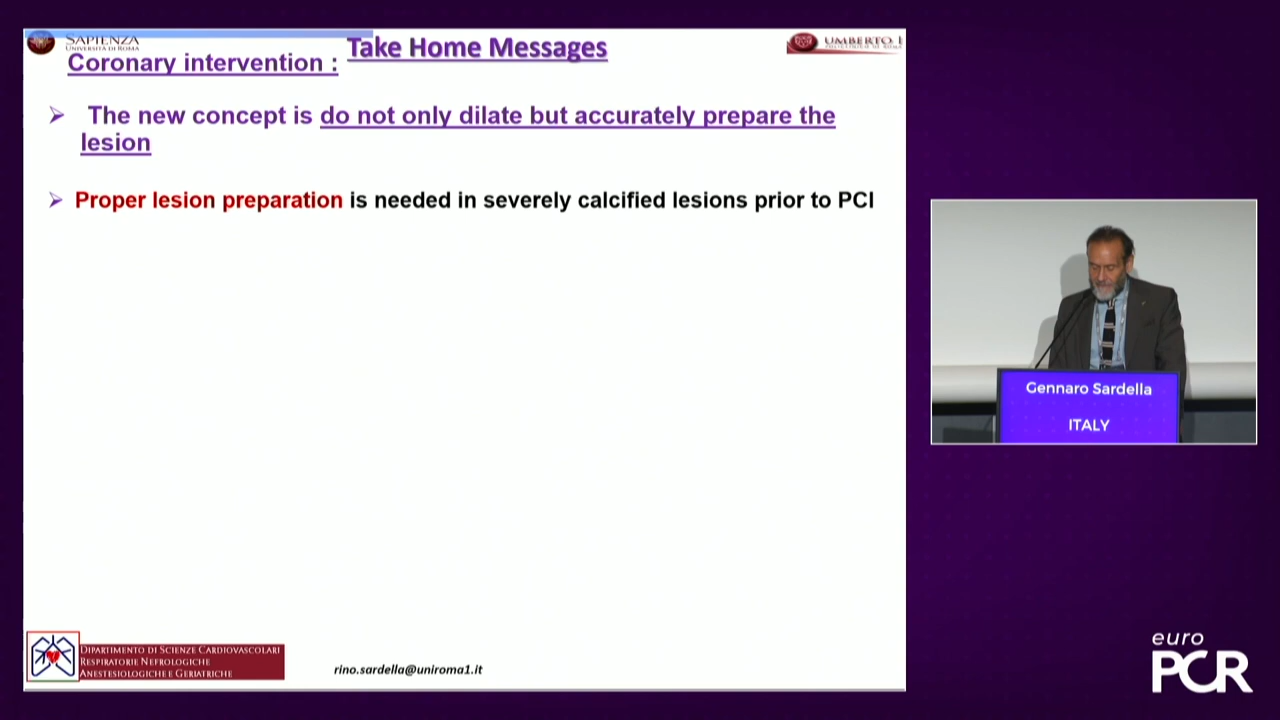 SAPIENZA
UNIVERSITÀ DI ROMA
Take Home Messages
UMBERTO I
Coronary intervention :
The new concept is do not only dilate but accurately prepare the
lesion
Proper lesion preparation is needed in severely calcified lesions prior to PCI
Gennaro Sardella
ITALY
DIPARTIMENTO DI SCIENZE CARDIOVASCOLARI
RESPIRATORIE NEFROLOGICHE
ANESTESIOLOGICHE E GERIATRICHE
rino.sardella@uniroma1.it
euro
PCR